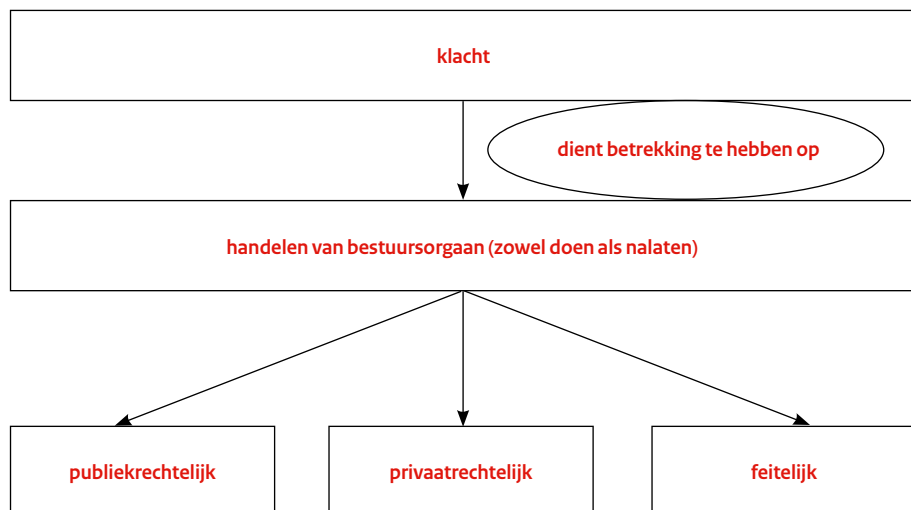 klacht
dient betrekking te hebben op
handelen van bestuursorgaan (zowel doen als nalaten)
publiekrechtelijk
privaatrechtelijk
feitelijk